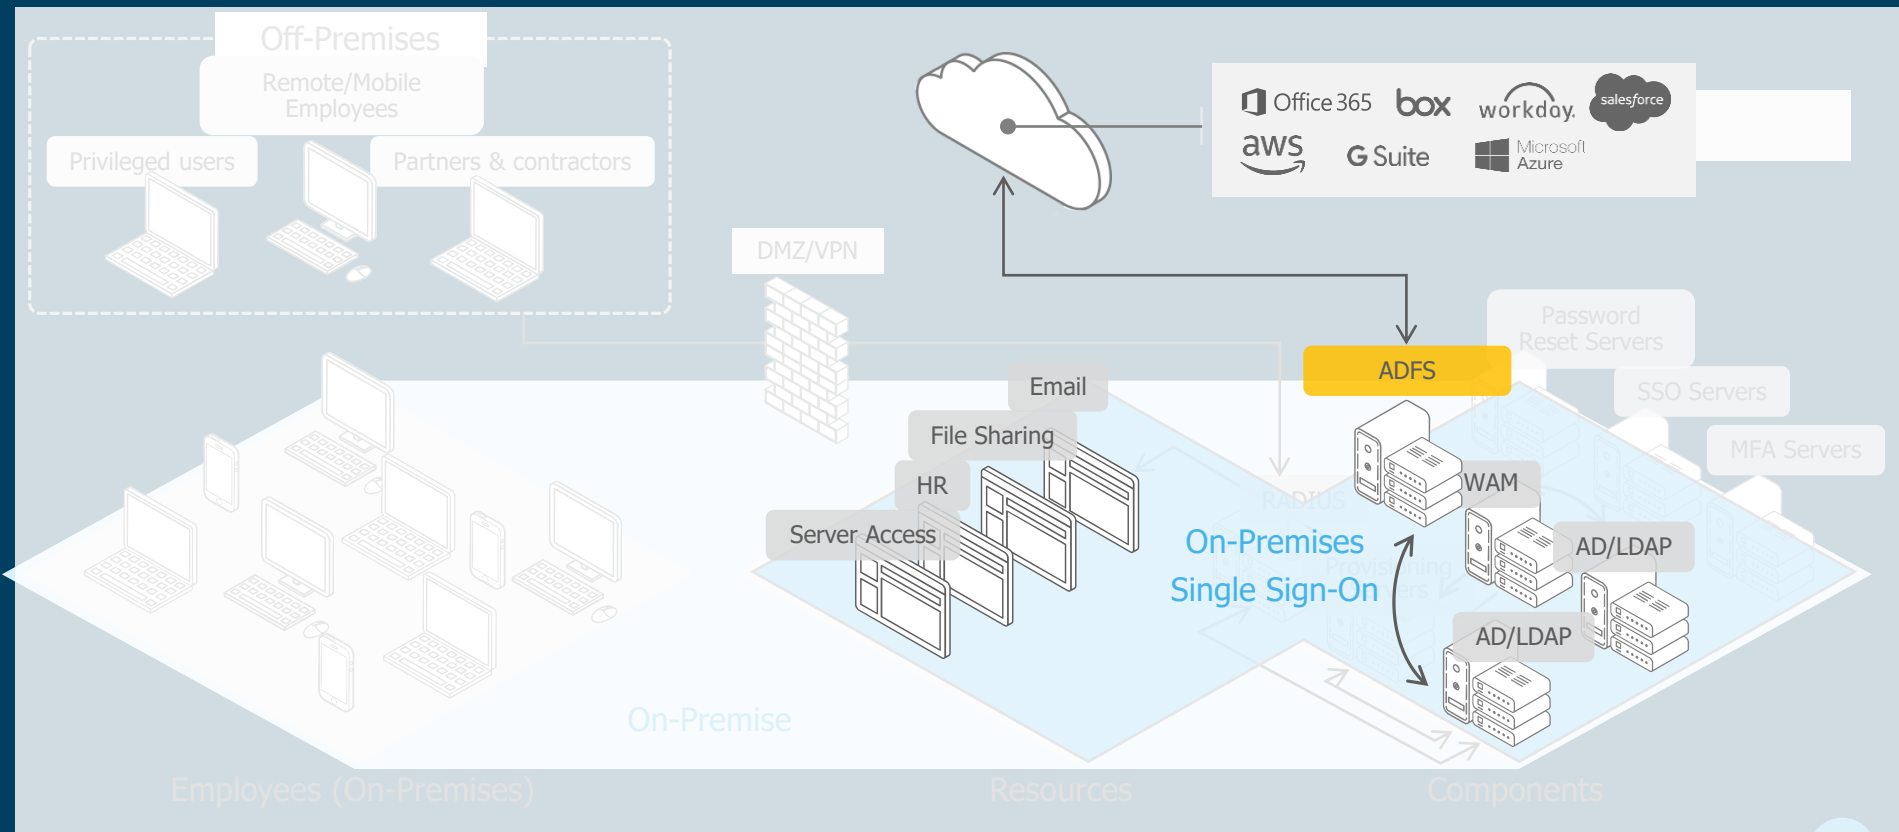 Off-Premises
Remote/Mobile
Employees
Privileged users
Partners & contractors
Office 365
box
workday.
salesforce
aws
G Suite
Microsoft
Azure
DMZ/VPN
Password
Reset Servers
ADFS
SSO Servers
MFA Servers
Email
File Sharing
HR
Server Access
WAM
RADIUS
On-Premises
Single Sign-On
Provisioning
AD/LDAP
AD/LDAP
On-Premise
Employees (On-Premises)
Resources
Components